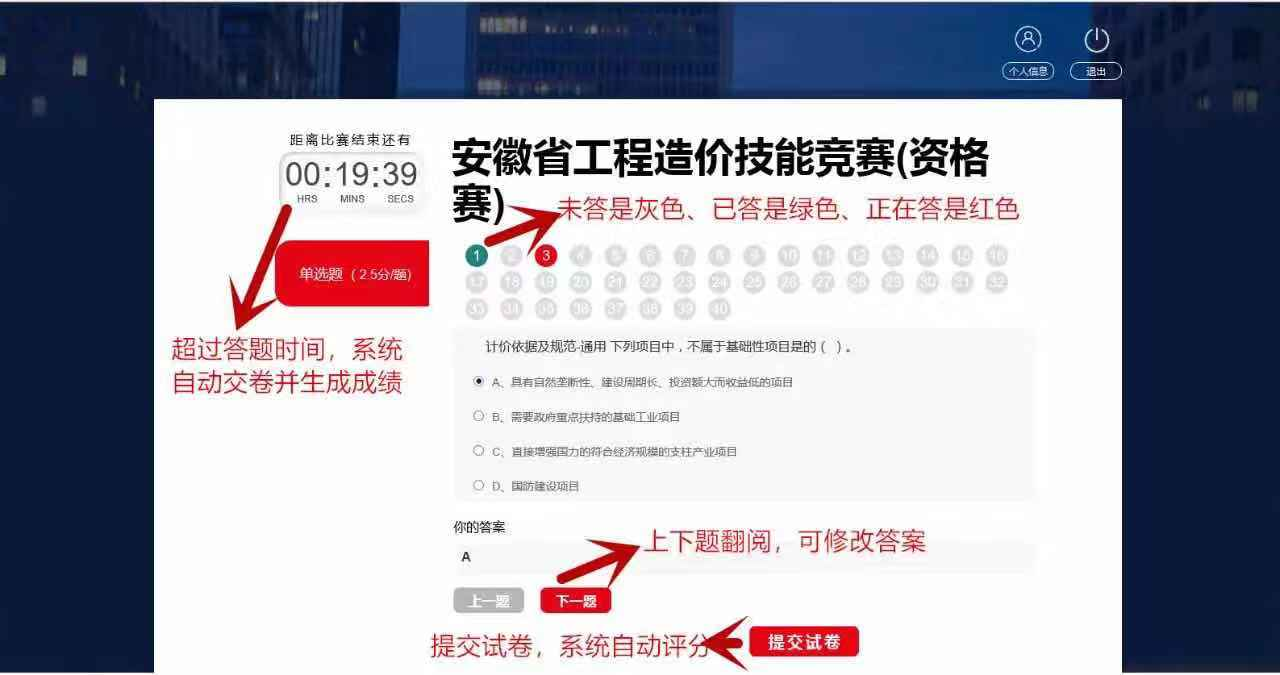 个人信息
退出
距离比赛结束还有
00:19:39
HRS MINS SECS
安徽省工程造价技能竞赛(资格
赛)
未答是灰色、已答是绿色、正在答是红色
1 2 3 4 5 6 7 8 9 10 11 12 13 14 15 16
17 18 19 20 21 22 23 24 25 26 27 28 29 30 31 32
33 34 35 36 37 38 39 40
单选题（2.5分/题）
超过答题时间，系统
自动交卷并生成成绩
计价依据及规范-通用 下列项目中，不属于基础性项目是的（ ）。
A、具有自然垄断性、建设周期长、投资额大而收益低的项目
B、需要政府重点扶持的基础工业项目
C、直接增强国力的符合经济规模的支柱产业项目
D、国防建设项目
你的答案
A
上下题翻阅，可修改答案
上一题
下一题
提交试卷，系统自动评分
提交试卷